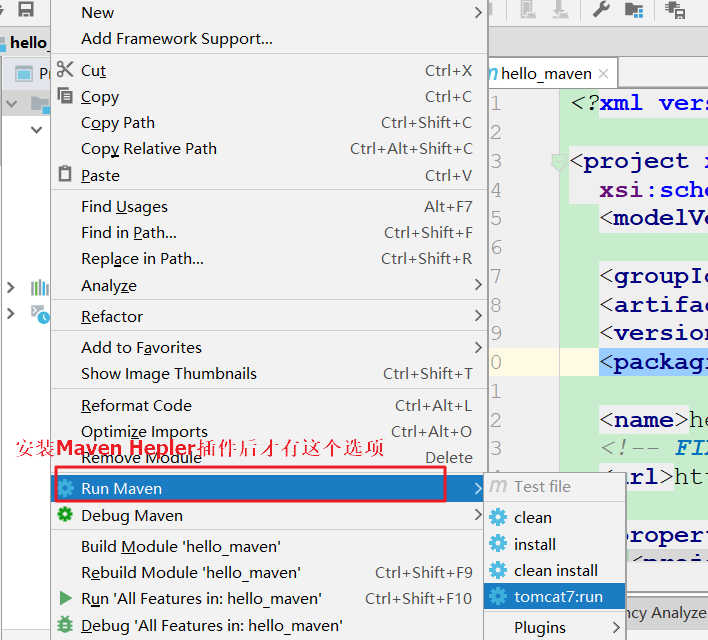 New
Add Framework Support...
hello_
Cut Ctrl+X
Copy Ctrl+C
Copy Path Ctrl+Shift+C
Copy Relative Path Ctrl+Alt+Shift+C
Paste Ctrl+V
Find Usages Alt+F7
Find in Path... Ctrl+Shift+F
Replace in Path... Ctrl+Shift+R
Analyze
Refactor
Add to Favorites
Show Image Thumbnails Ctrl+Shift+T
Reformat Code Ctrl+Alt+L
Optimize Imports Ctrl+Alt+O
安装Maven Hepler插件后才有这个选项
Remove Module Delete
Run Maven
Debug Maven
Build Module 'hello_maven'
Rebuild Module 'hello_maven' Ctrl+Shift+F9
Run 'All Features in: hello_maven' Ctrl+Shift+F10
Debug 'All Features in: hello_maven'
m Test file
clean
install
clean install
tomcat7:run
Plugins
m hello_maven
1 <?xml vers
2
3 <project x
4 xsi:sche
5 <modelVe
6
7 <groupId
8 <artifac
9 <version
0 <packagi
1
2 <name>he
3 <!-- FIX
4 <url>htt
proper
<proj
ncy Analyze